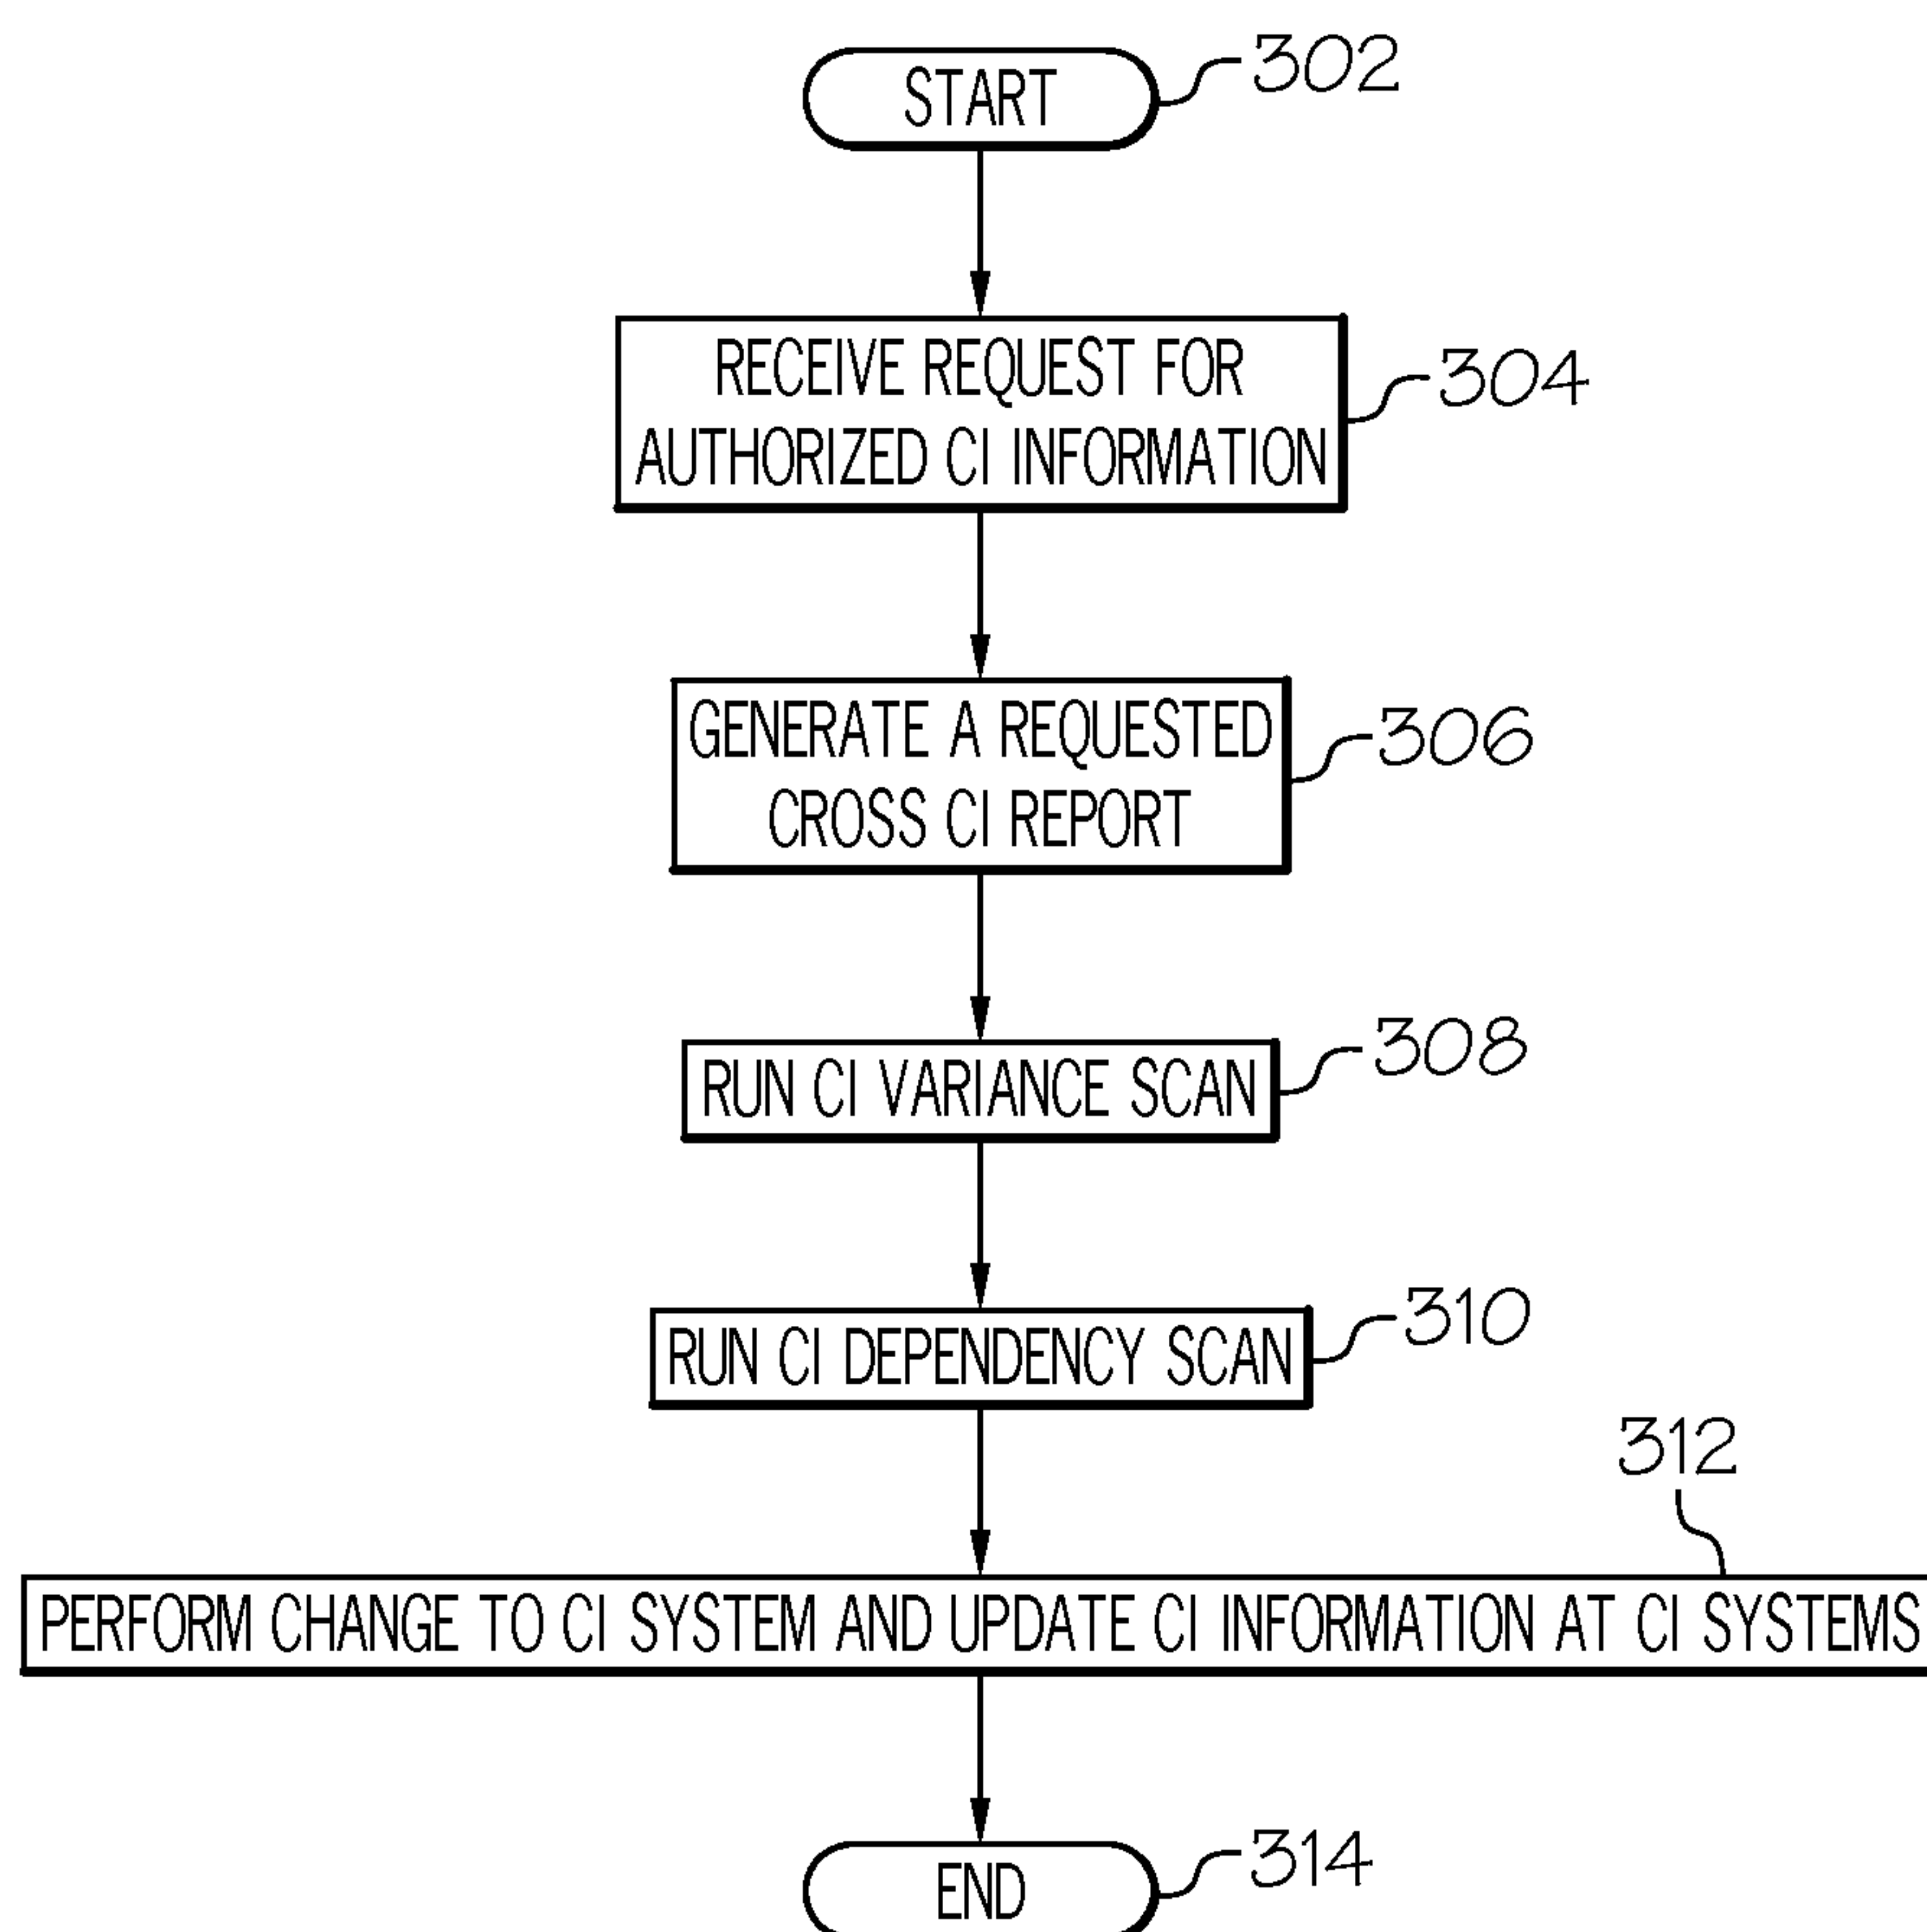 START
302
RECEIVE REQUEST FOR
AUTHORIZED CI INFORMATION
304
GENERATE A REQUESTED
CROSS CI REPORT
306
RUN CI VARIANCE SCAN
308
RUN CI DEPENDENCY SCAN
310
312
PERFORM CHANGE TO CI SYSTEM AND UPDATE CI INFORMATION AT CI SYSTEMS
END
314